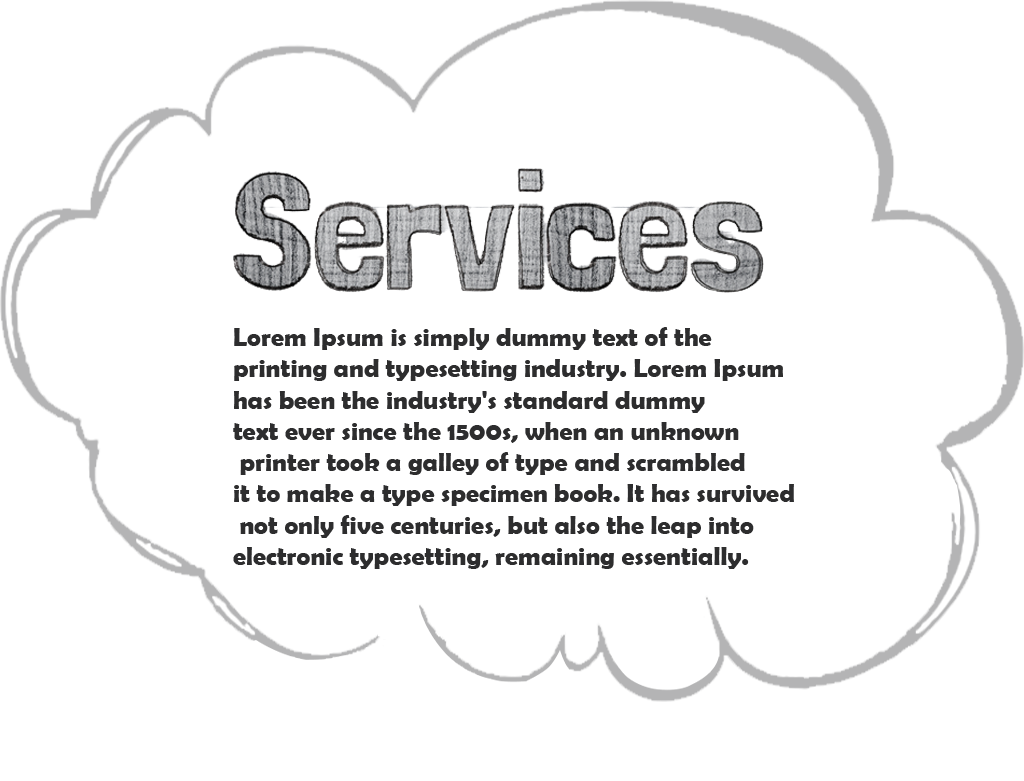 Services
Lorem Ipsum is simply dummy text of the
printing and typesetting industry. Lorem Ipsum
has been the industry's standard dummy
text ever since the 1500s, when an unknown
printer took a galley of type and scrambled
it to make a type specimen book. It has survived
not only five centuries, but also the leap into
electronic typesetting, remaining essentially.